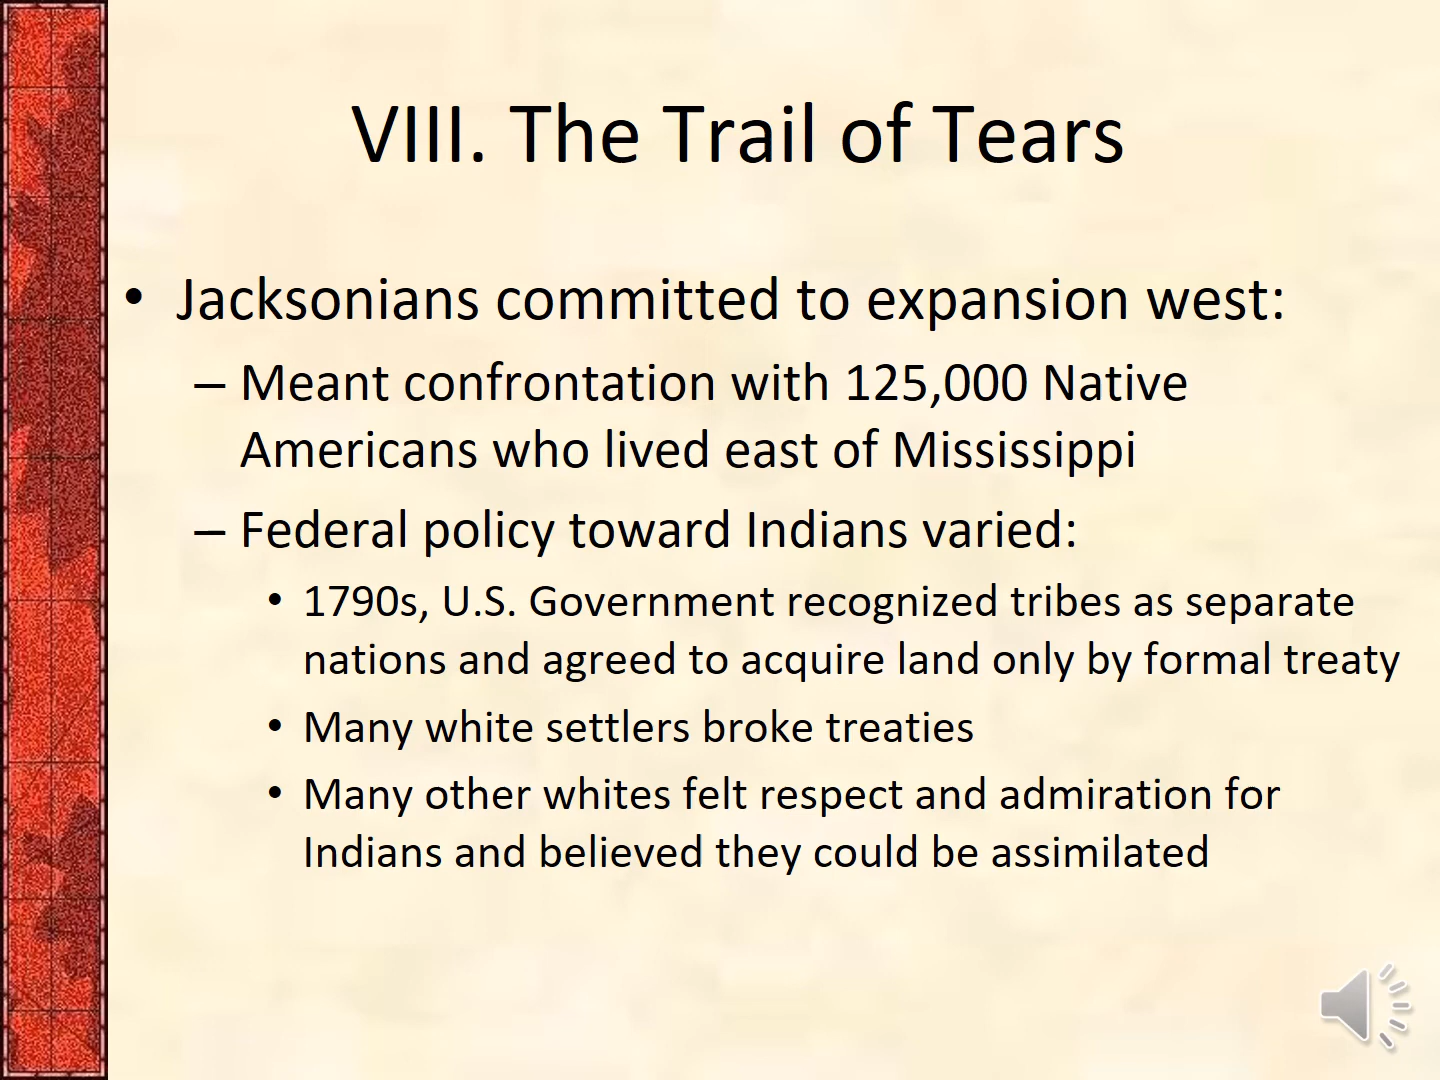 VIII. The Trail of Tears
• Jacksonians committed to expansion west:
– Meant confrontation with 125,000 Native
Americans who lived east of Mississippi
– Federal policy toward Indians varied:
• 1790s, U.S. Government recognized tribes as separate
nations and agreed to acquire land only by formal treaty
• Many white settlers broke treaties
• Many other whites felt respect and admiration for
Indians and believed they could be assimilated